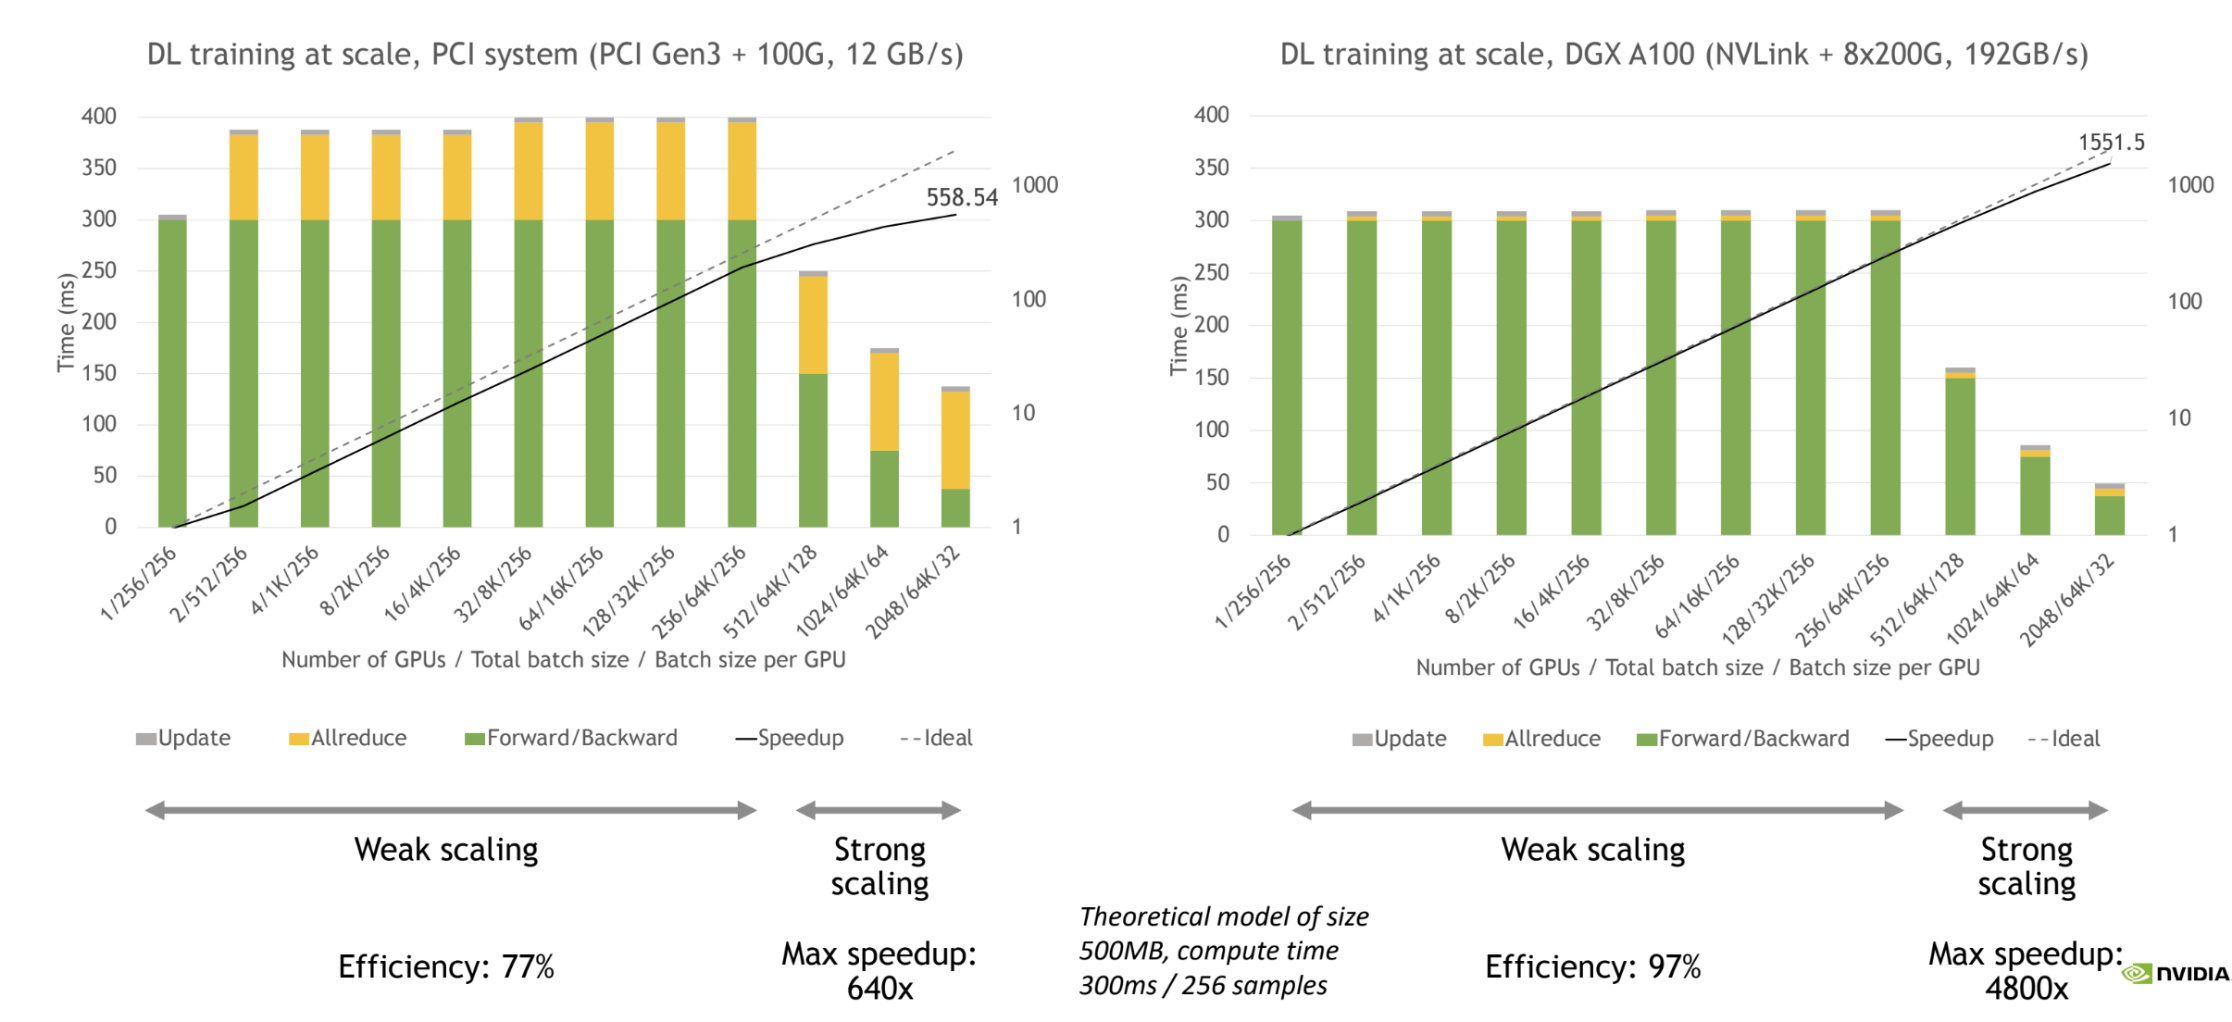 DL training at scale, PCI system (PCI Gen3 + 100G, 12 GB/s)
400
350
300
250
200
150
100
50
0
Time (ms)
1000
100
10
1
558.54
1/256/256
2/512/256
4/1K/256
8/2K/256
16/4K/256
32/8K/256
64/16K/256
128/32K/256
256/64K/256
512/64K/128
1024/64K/64
2048/64K/32
Number of GPUs / Total batch size / Batch size per GPU
Update
Allreduce
Forward/Backward
Speedup
Ideal
Weak scaling
Strong
scaling
Efficiency: 77%
Max speedup:
640x
DL training at scale, DGX A100 (NVLink + 8x200G, 192GB/s)
400
350
300
250
200
150
100
50
0
Time (ms)
1000
100
10
1
1551.5
1/256/256
2/512/256
4/1K/256
8/2K/256
16/4K/256
32/8K/256
64/16K/256
128/32K/256
256/64K/256
512/64K/128
1024/64K/64
2048/64K/32
Number of GPUs / Total batch size / Batch size per GPU
Update
Allreduce
Forward/Backward
Speedup
Ideal
Weak scaling
Strong
scaling
Theoretical model of size
500MB, compute time
300ms / 256 samples
Efficiency: 97%
Max speedup:
4800x
NVIDIA